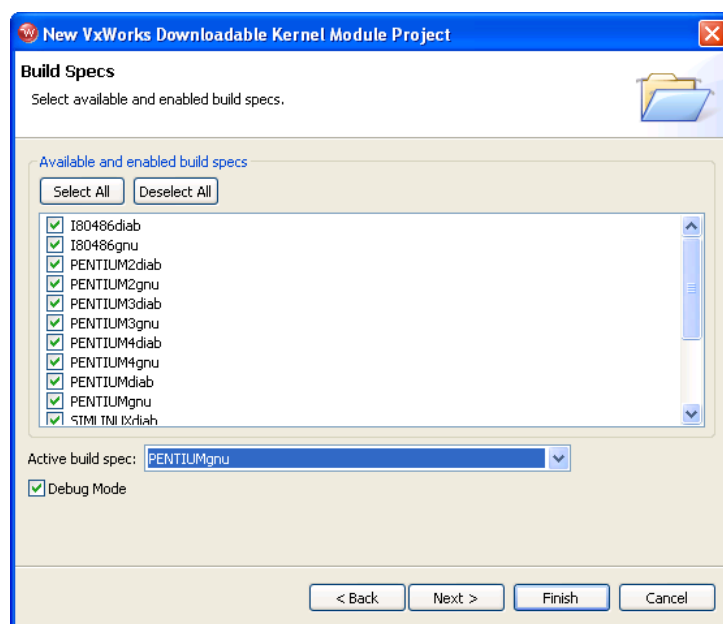 New VxWorks Downloadable Kernel Module Project
Build Specs
Select available and enabled build specs.
Available and enabled build specs
Select All Deselect All
I80486diab
I80486gnu
PENTIUM2diab
PENTIUM2gnu
PENTIUM3diab
PENTIUM3gnu
PENTIUM4diab
PENTIUM4gnu
PENTIUMdiab
PENTIUMgnu
SIMLINUXdiab
Active build spec: PENTIUMgnu
Debug Mode
< Back Next > Finish Cancel